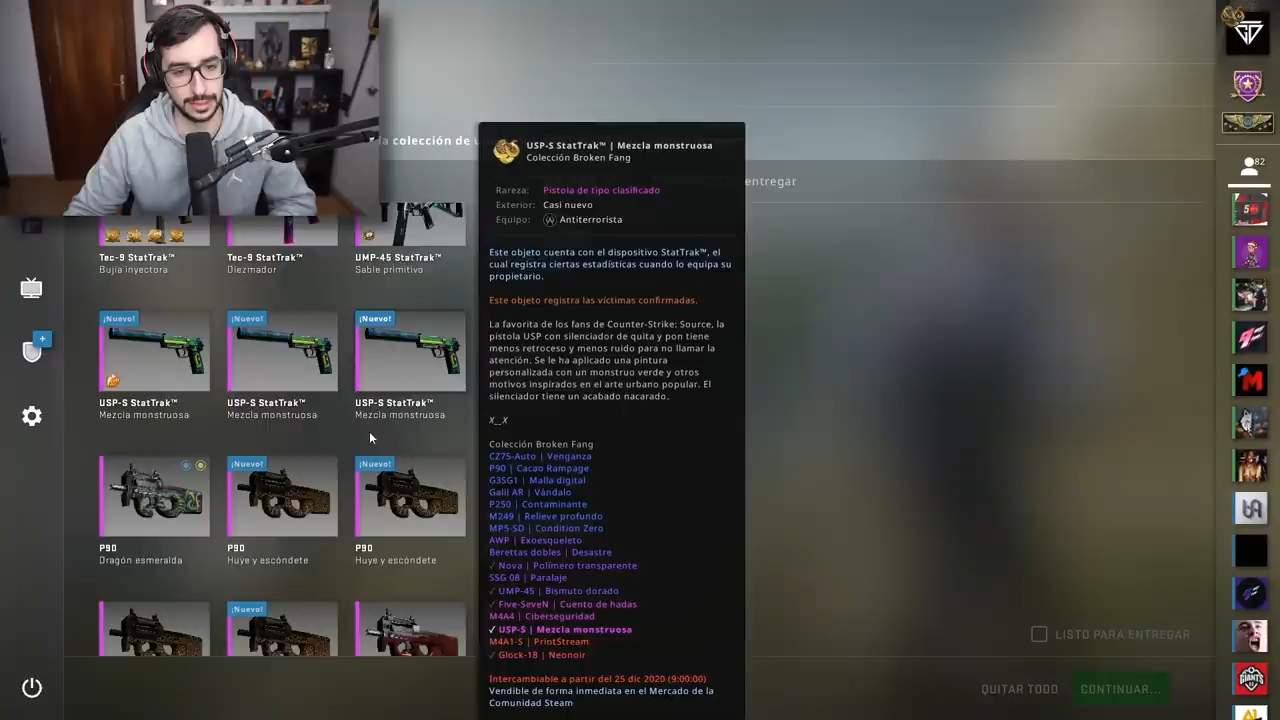 la colección de u
entregar
82
Tec-9 StatTrak™
Bujía inyectora
Tec-9 StatTrak™
Diezmador
UMP-45 StatTrak™
Sable primitivo
¡Nuevo!
¡Nuevo!
¡Nuevo!
USP-S StatTrak™
Mezcla monstruosa
USP-S StatTrak™
Mezcla monstruosa
USP-S StatTrak™
Mezcla monstruosa
¡Nuevo!
¡Nuevo!
P90
Dragón esmeralda
P90
Huye y escóndete
P90
Huye y escóndete
¡Nuevo!
USP-S StatTrak™ | Mezcla monstruosa
Colección Broken Fang
Rareza: Pistola de tipo clasificado
Exterior: Casi nuevo
Equipo: Antiterrorista
Este objeto cuenta con el dispositivo StatTrak™, el
cual registra ciertas estadísticas cuando lo equipa su
propietario.
Este objeto registra las víctimas confirmadas.
La favorita de los fans de Counter-Strike: Source, la
pistola USP con silenciador de quita y pon tiene
menos retroceso y menos ruido para no llamar la
atención. Se le ha aplicado una pintura
personalizada con un monstruo verde y otros
motivos inspirados en el arte urbano popular. El
silenciador tiene un acabado nacarado.
X__X
Colección Broken Fang
CZ75-Auto | Venganza
P90 | Cacao Rampage
G3SG1 | Malla digital
Galil AR | Vándalo
P250 | Contaminante
M249 | Relieve profundo
MP5-SD | Condition Zero
AWP | Exoesqueleto
Berettas dobles | Desastre
✓ Nova | Polímero transparente
SSG 08 | Paralaje
✓ UMP-45 | Bismuto dorado
✓ Five-SeveN | Cuento de hadas
M4A4 | Ciberseguridad
✓ USP-S | Mezcla monstruosa
M4A1-S | PrintStream
✓ Glock-18 | Neonoir
Intercambiable a partir del 25 dic 2020 (9:00:00)
Vendible de forma inmediata en el Mercado de la
Comunidad Steam
LISTO PARA ENTREGAR
QUITAR TODO
CONTINUAR...
GIANTS